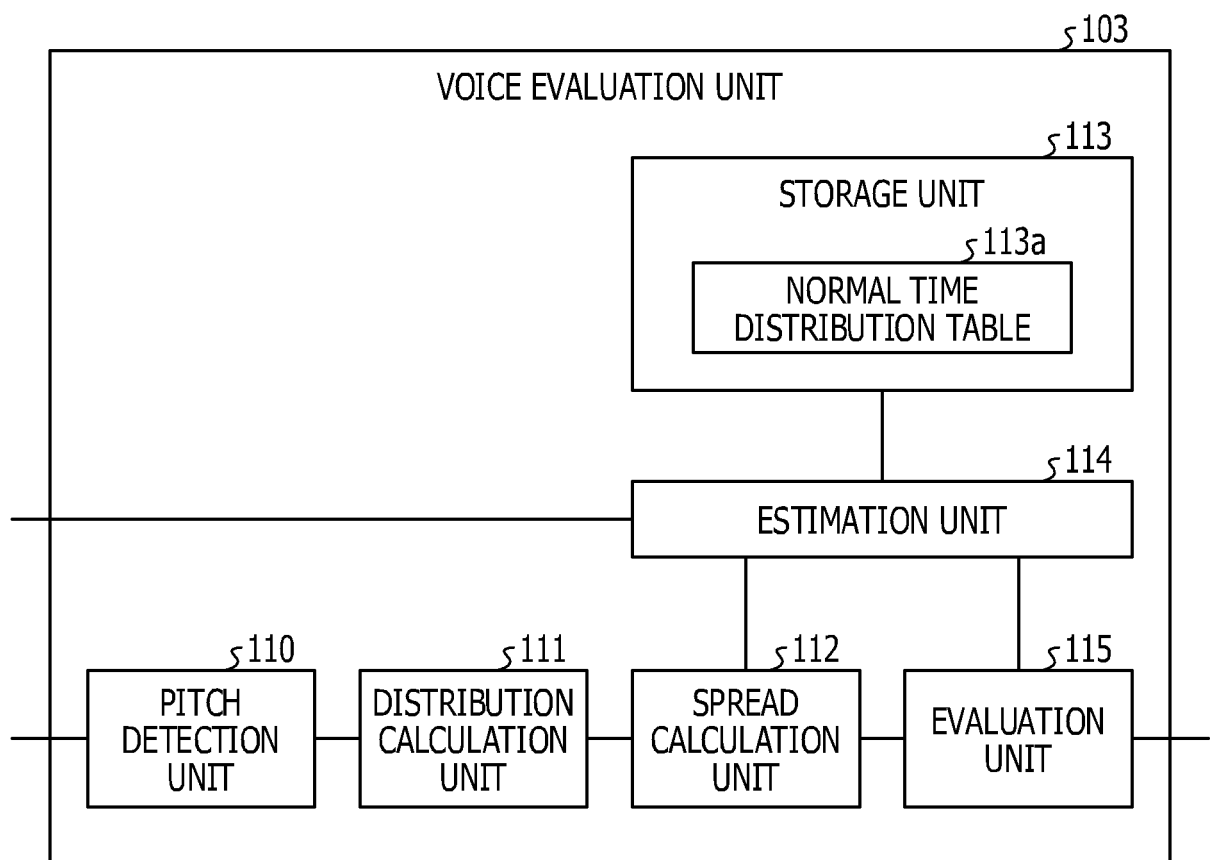 103
VOICE EVALUATION UNIT
113
STORAGE UNIT
113a
NORMAL TIME
DISTRIBUTION TABLE
114
ESTIMATION UNIT
110
PITCH
DETECTION
UNIT
111
DISTRIBUTION
CALCULATION
UNIT
112
SPREAD
CALCULATION
UNIT
115
EVALUATION
UNIT